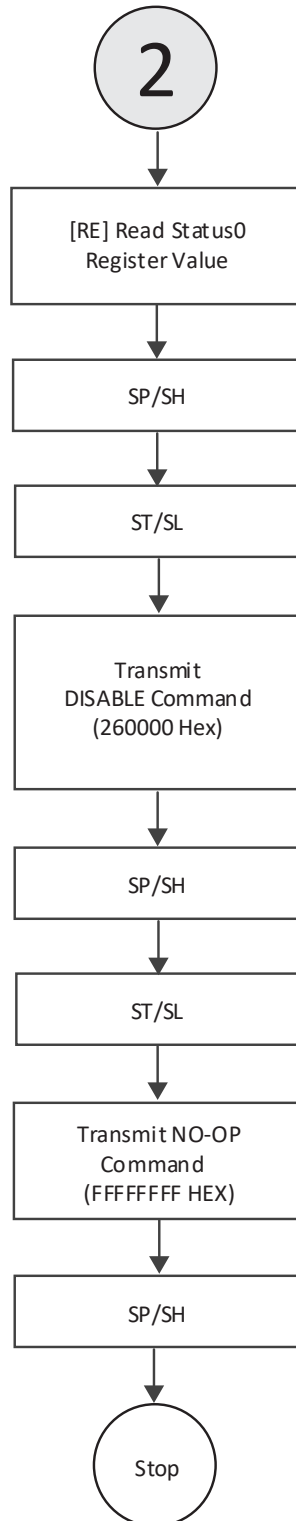 2
[RE] Read Status0
Register Value
SP/SH
ST/SL
Transmit
DISABLE Command
(260000 Hex)
SP/SH
ST/SL
Transmit NO-OP
Command
(FFFFFFFF HEX)
SP/SH
Stop